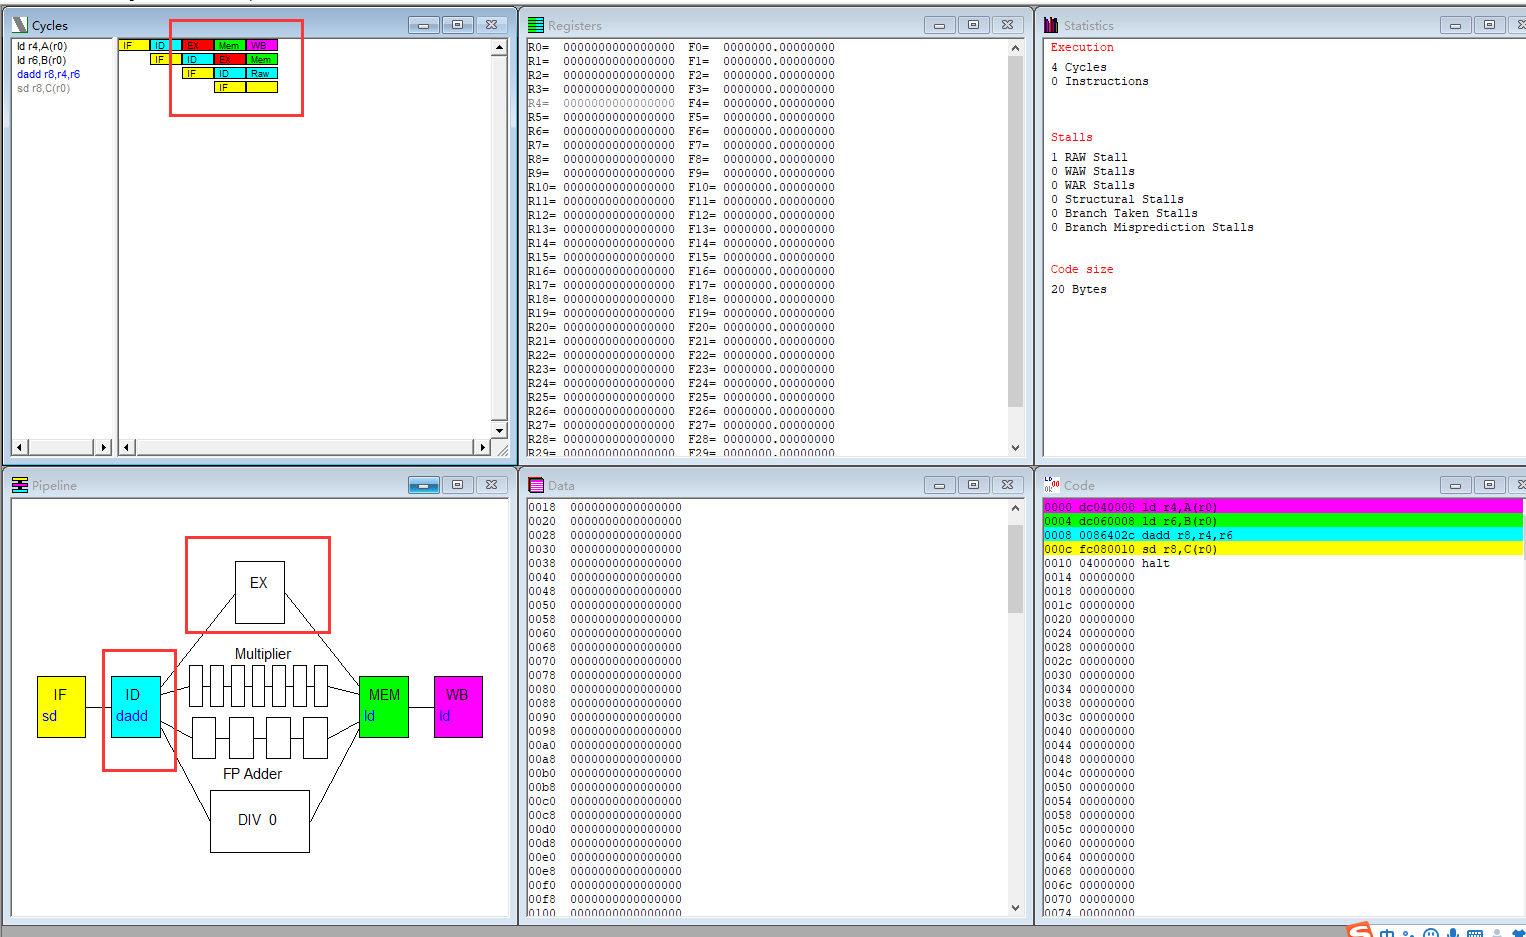 Cycles
ld r4,A(r0)
ld r6,B(r0)
dadd r8,r4,r6
sd r8,C(r0)
IF ID EX Mem WB
IF ID EX Mem
IF ID Raw
IF
Registers
R0= 0000000000000000 F0= 0000000.00000000
R1= 0000000000000000 F1= 0000000.00000000
R2= 0000000000000000 F2= 0000000.00000000
R3= 0000000000000000 F3= 0000000.00000000
R4= 0000000000000000 F4= 0000000.00000000
R5= 0000000000000000 F5= 0000000.00000000
R6= 0000000000000000 F6= 0000000.00000000
R7= 0000000000000000 F7= 0000000.00000000
R8= 0000000000000000 F8= 0000000.00000000
R9= 0000000000000000 F9= 0000000.00000000
R10= 0000000000000000 F10= 0000000.00000000
R11= 0000000000000000 F11= 0000000.00000000
R12= 0000000000000000 F12= 0000000.00000000
R13= 0000000000000000 F13= 0000000.00000000
R14= 0000000000000000 F14= 0000000.00000000
R15= 0000000000000000 F15= 0000000.00000000
R16= 0000000000000000 F16= 0000000.00000000
R17= 0000000000000000 F17= 0000000.00000000
R18= 0000000000000000 F18= 0000000.00000000
R19= 0000000000000000 F19= 0000000.00000000
R20= 0000000000000000 F20= 0000000.00000000
R21= 0000000000000000 F21= 0000000.00000000
R22= 0000000000000000 F22= 0000000.00000000
R23= 0000000000000000 F23= 0000000.00000000
R24= 0000000000000000 F24= 0000000.00000000
R25= 0000000000000000 F25= 0000000.00000000
R26= 0000000000000000 F26= 0000000.00000000
R27= 0000000000000000 F27= 0000000.00000000
R28= 0000000000000000 F28= 0000000.00000000
R29= 0000000000000000 F29= 0000000.00000000
Statistics
Execution
4 Cycles
0 Instructions
Stalls
1 RAW Stall
0 WAW Stalls
0 WAR Stalls
0 Structural Stalls
0 Branch Taken Stalls
0 Branch Misprediction Stalls
Code size
20 Bytes
Pipeline
EX
Multiplier
IF
sd
ID
dadd
MEM
ld
WB
ld
FP Adder
DIV 0
Data
0018 0000000000000000
0020 0000000000000000
0028 0000000000000000
0030 0000000000000000
0038 0000000000000000
0040 0000000000000000
0048 0000000000000000
0050 0000000000000000
0058 0000000000000000
0060 0000000000000000
0068 0000000000000000
0070 0000000000000000
0078 0000000000000000
0080 0000000000000000
0088 0000000000000000
0090 0000000000000000
0098 0000000000000000
00a0 0000000000000000
00a8 0000000000000000
00b0 0000000000000000
00b8 0000000000000000
00c0 0000000000000000
00c8 0000000000000000
00d0 0000000000000000
00d8 0000000000000000
00e0 0000000000000000
00e8 0000000000000000
00f0 0000000000000000
00f8 0000000000000000
0100 0000000000000000
Code
0000 dc040000 ld r4,A(r0)
0004 dc060008 ld r6,B(r0)
0008 0086402c dadd r8,r4,r6
000c fc080010 sd r8,C(r0)
0010 04000000 halt
0014 00000000
0018 00000000
001c 00000000
0020 00000000
0024 00000000
0028 00000000
002c 00000000
0030 00000000
0034 00000000
0038 00000000
003c 00000000
0040 00000000
0044 00000000
0048 00000000
004c 00000000
0050 00000000
0054 00000000
0058 00000000
005c 00000000
0060 00000000
0064 00000000
0068 00000000
006c 00000000
0070 00000000
0074 00000000